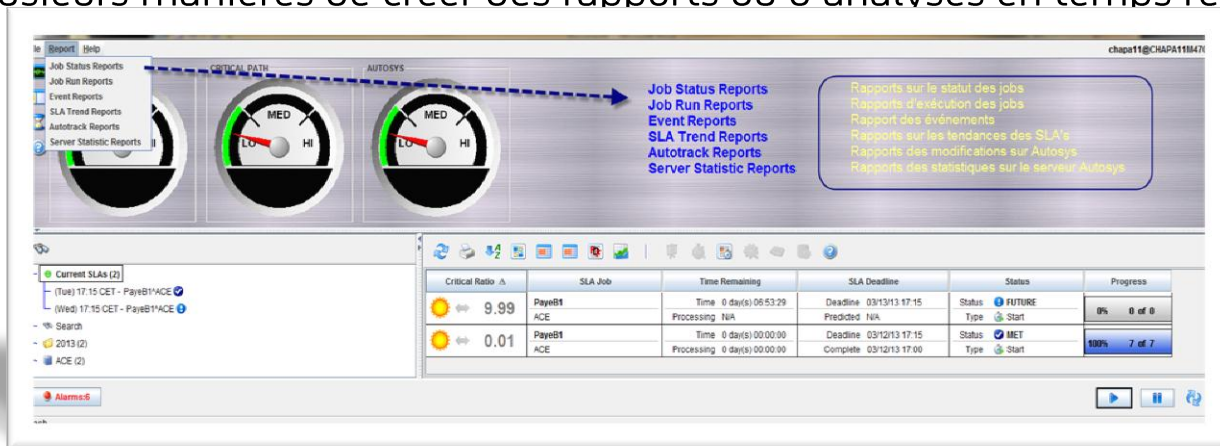 plusieurs manières de créer des rapports ou d'analyses en temps ré
Report Help
chapa11@CHAPA11M470
Job Status Reports
Job Run Reports
Event Reports
SLA Trend Reports
Autotrack Reports
Server Statistic Reports
CRITICAL PATH
AUTOSYS
LO MED HI
LO MED HI
Job Status Reports Rapports sur le statut des jobs
Job Run Reports Rapports d'exécution des jobs
Event Reports Rapport des événements
SLA Trend Reports Rapports sur les tendances des SLA's
Autotrack Reports Rapports des modifications sur Autosys
Server Statistic Reports Rapports des statistiques sur le serveur Autosys
Current SLAs (2)
(Tue) 17:15 CET - PayeB1^ACE
(Wed) 17:15 CET - PayeB1^ACE
Search
2013 (2)
ACE (2)
Critical Ratio SLA Job Time Remaining SLA Deadline Status Progress
9.99 PayeB1 Time 0 day(s) 06:53:29 Deadline 03/13/13 17:15 Status FUTURE 0% 0 of 0
ACE Processing N/A Predicted N/A Type Start
0.01 PayeB1 Time 0 day(s) 00:00:00 Deadline 03/12/13 17:15 Status MET 100% 7 of 7
ACE Processing 0 day(s) 00:00:00 Complete 03/12/13 17:00 Type Start
Alarms:6